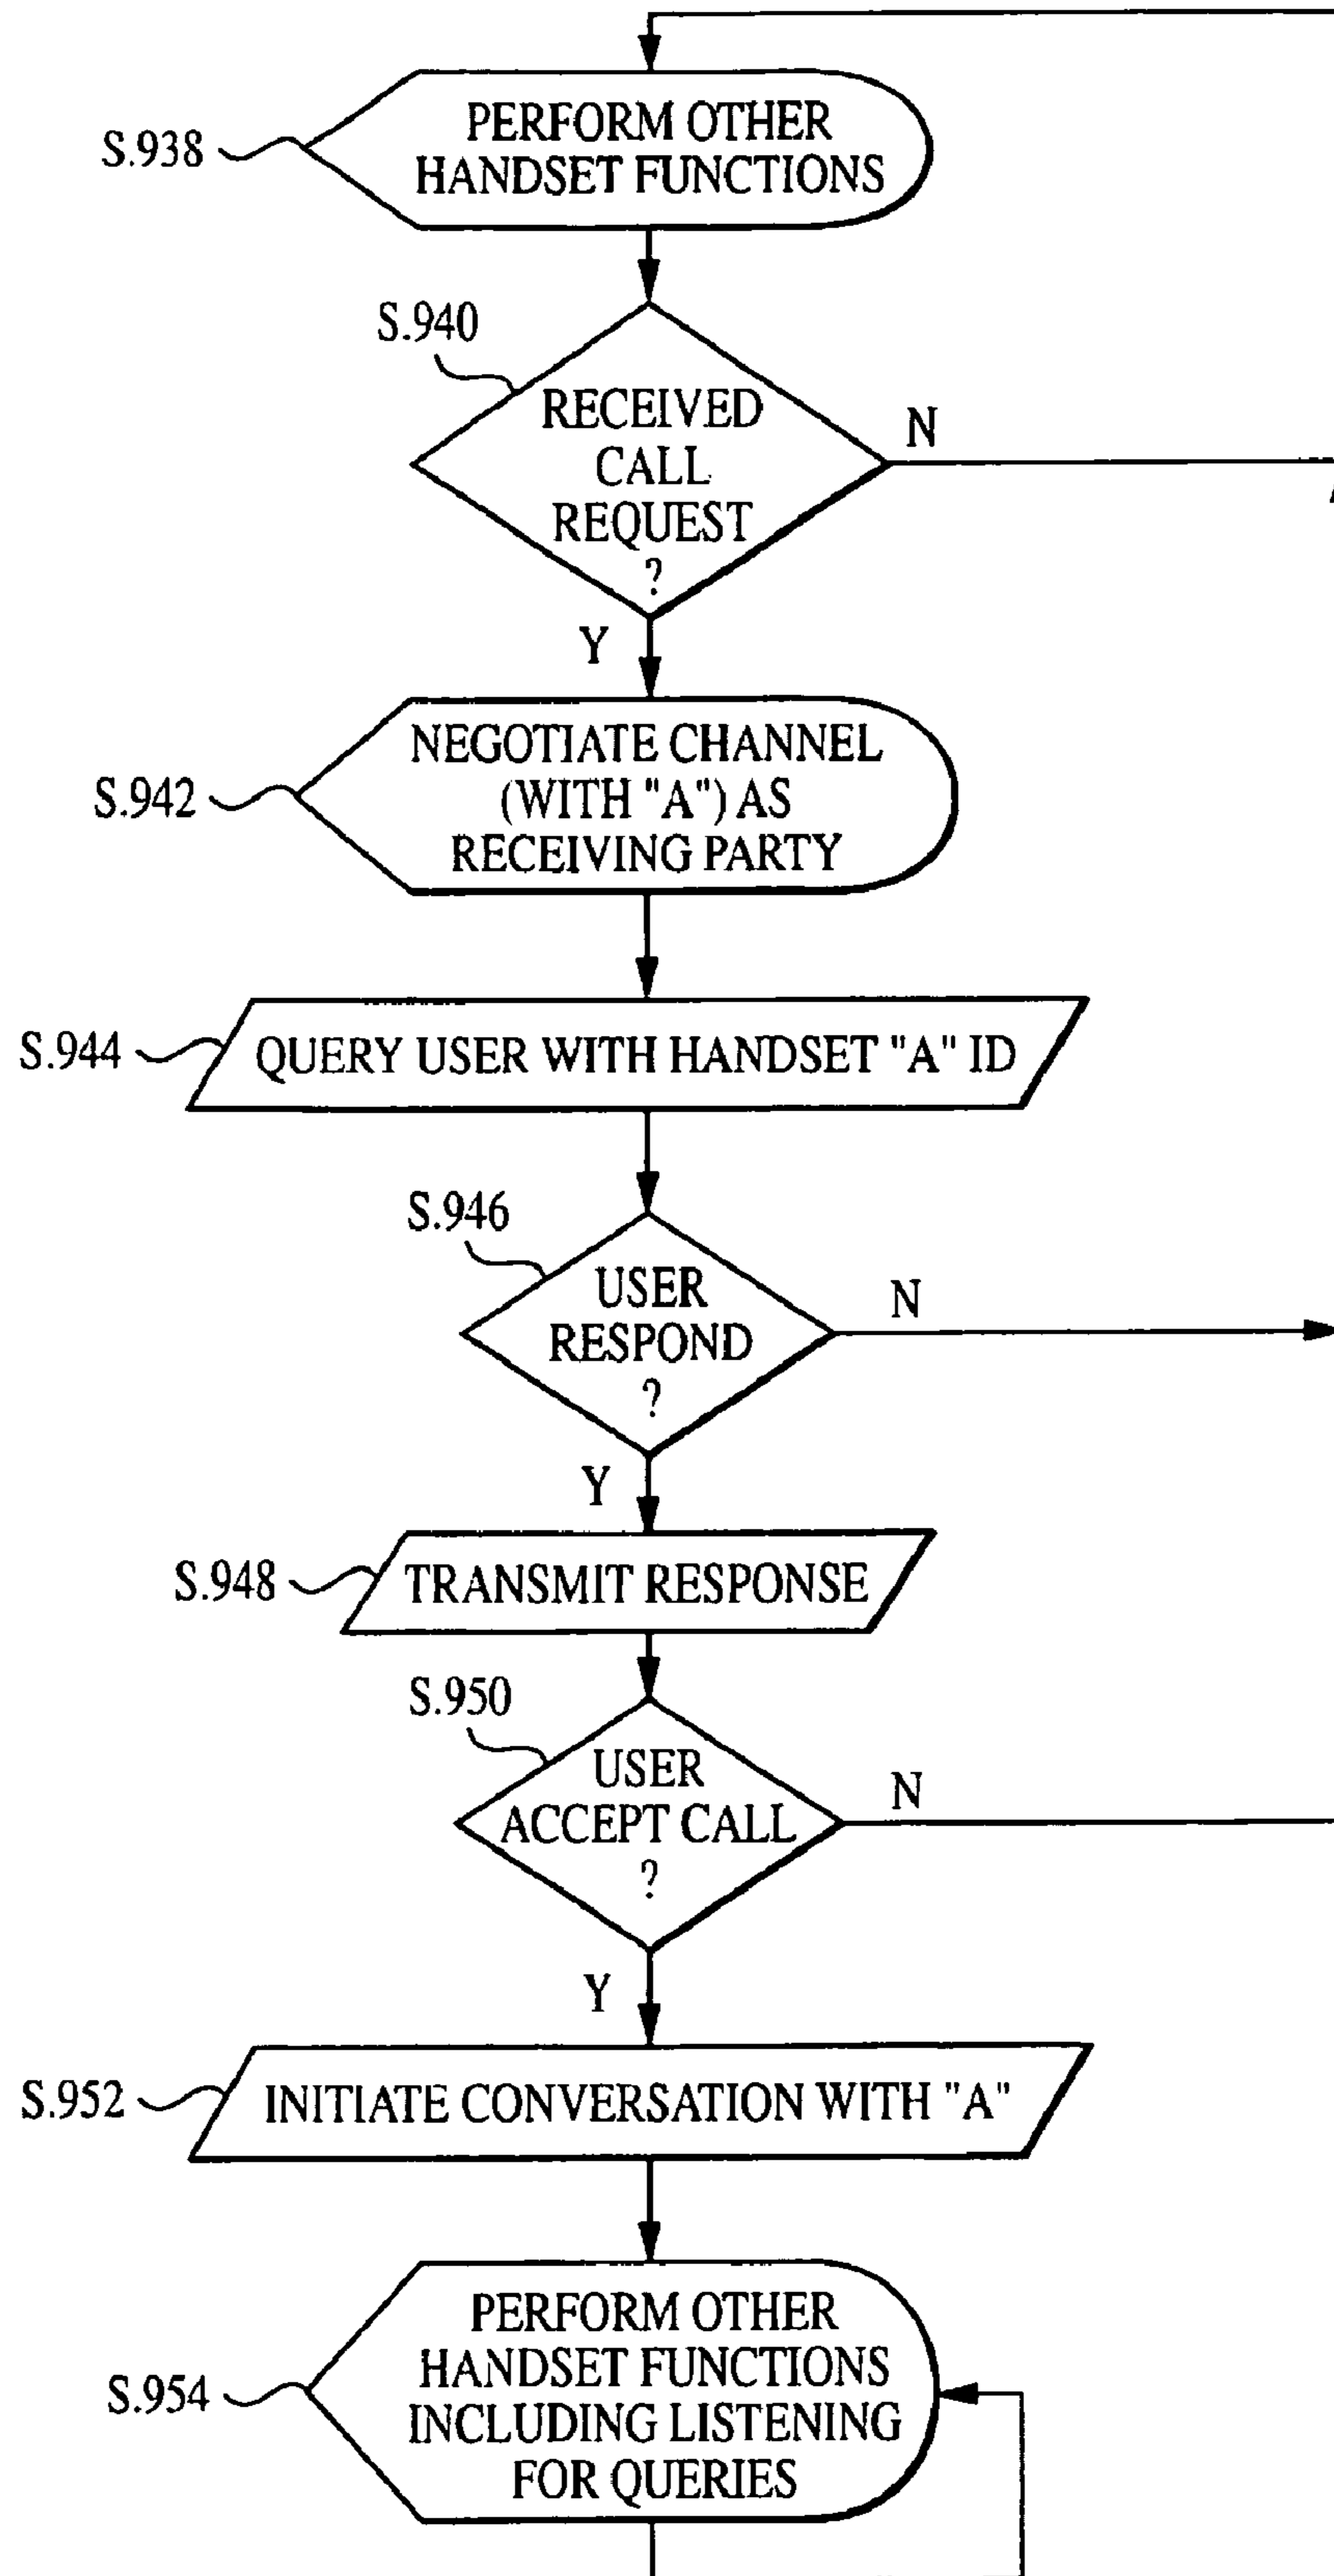 S.938
PERFORM OTHER
HANDSET FUNCTIONS
S.940
RECEIVED
CALL
REQUEST
?
N
Y
S.942
NEGOTIATE CHANNEL
(WITH "A") AS
RECEIVING PARTY
S.944
QUERY USER WITH HANDSET "A" ID
S.946
USER
RESPOND
?
N
Y
S.948
TRANSMIT RESPONSE
S.950
USER
ACCEPT CALL
?
N
Y
S.952
INITIATE CONVERSATION WITH "A"
S.954
PERFORM OTHER
HANDSET FUNCTIONS
INCLUDING LISTENING
FOR QUERIES